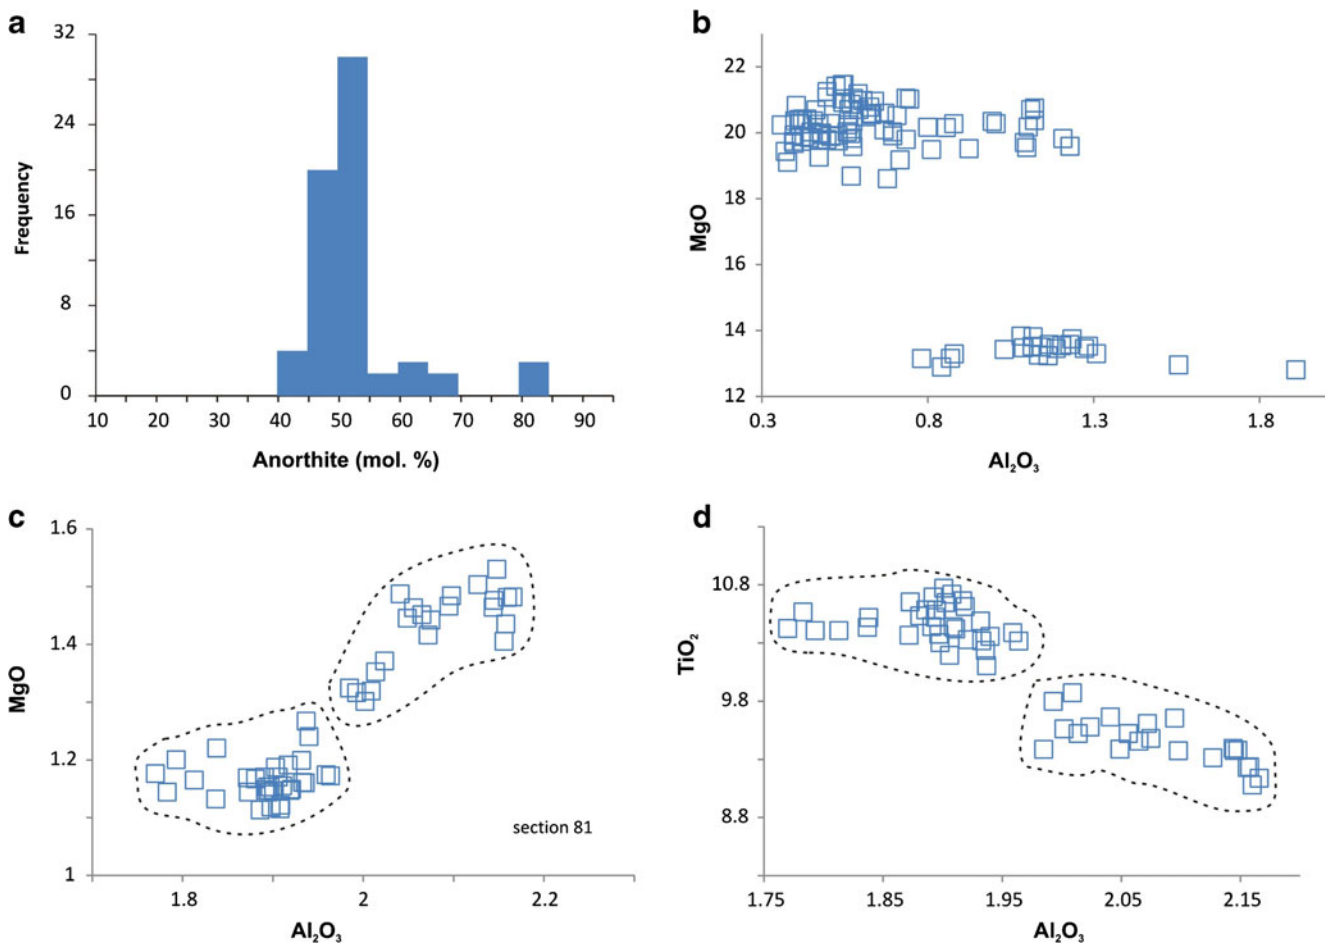 a
32
24
16
8
0
Frequency
10 20 30 40 50 60 70 80 90
Anorthite (mol. %)
b
22
20
18
16
14
12
MgO
0.3 0.8 1.3 1.8
Al₂O₃
c
1.6
1.4
1.2
1
MgO
section 81
1.8 2 2.2
Al₂O₃
d
10.8
9.8
8.8
TiO₂
1.75 1.85 1.95 2.05 2.15
Al₂O₃